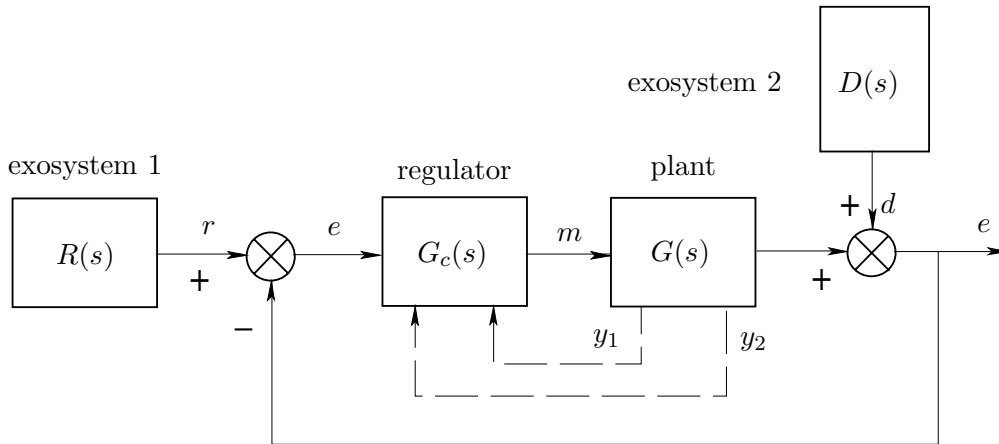 exosystem 2
D(s)
exosystem 1
regulator
plant
R(s)
r
+
−
e
G_c(s)
m
G(s)
+
+
d
e
y_1
y_2